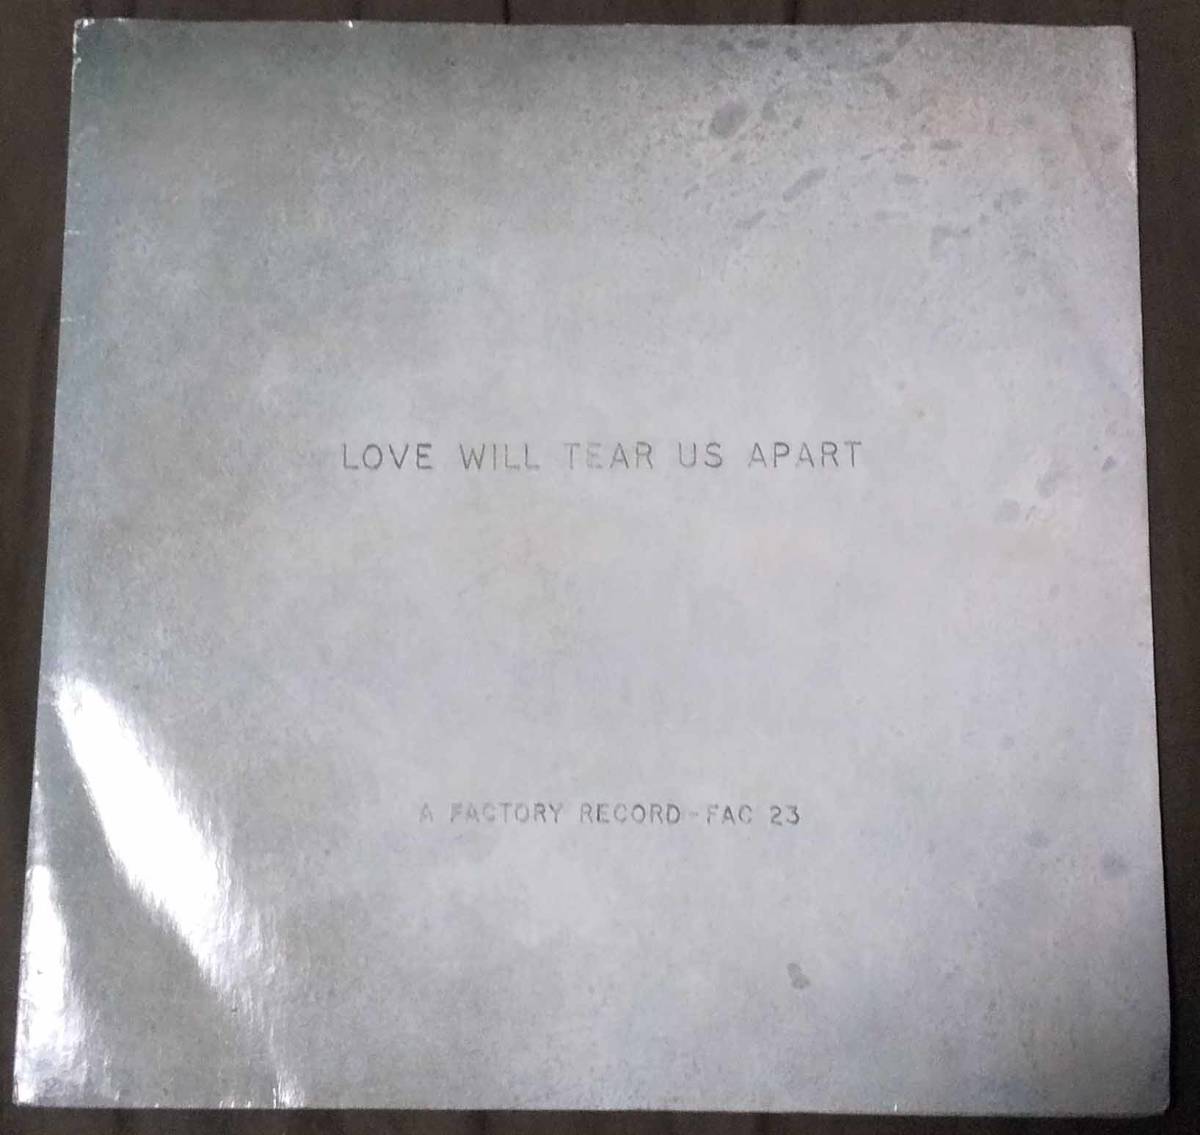 LOVE WILL TEAR US APART
A FACTORY RECORD-FAC 23